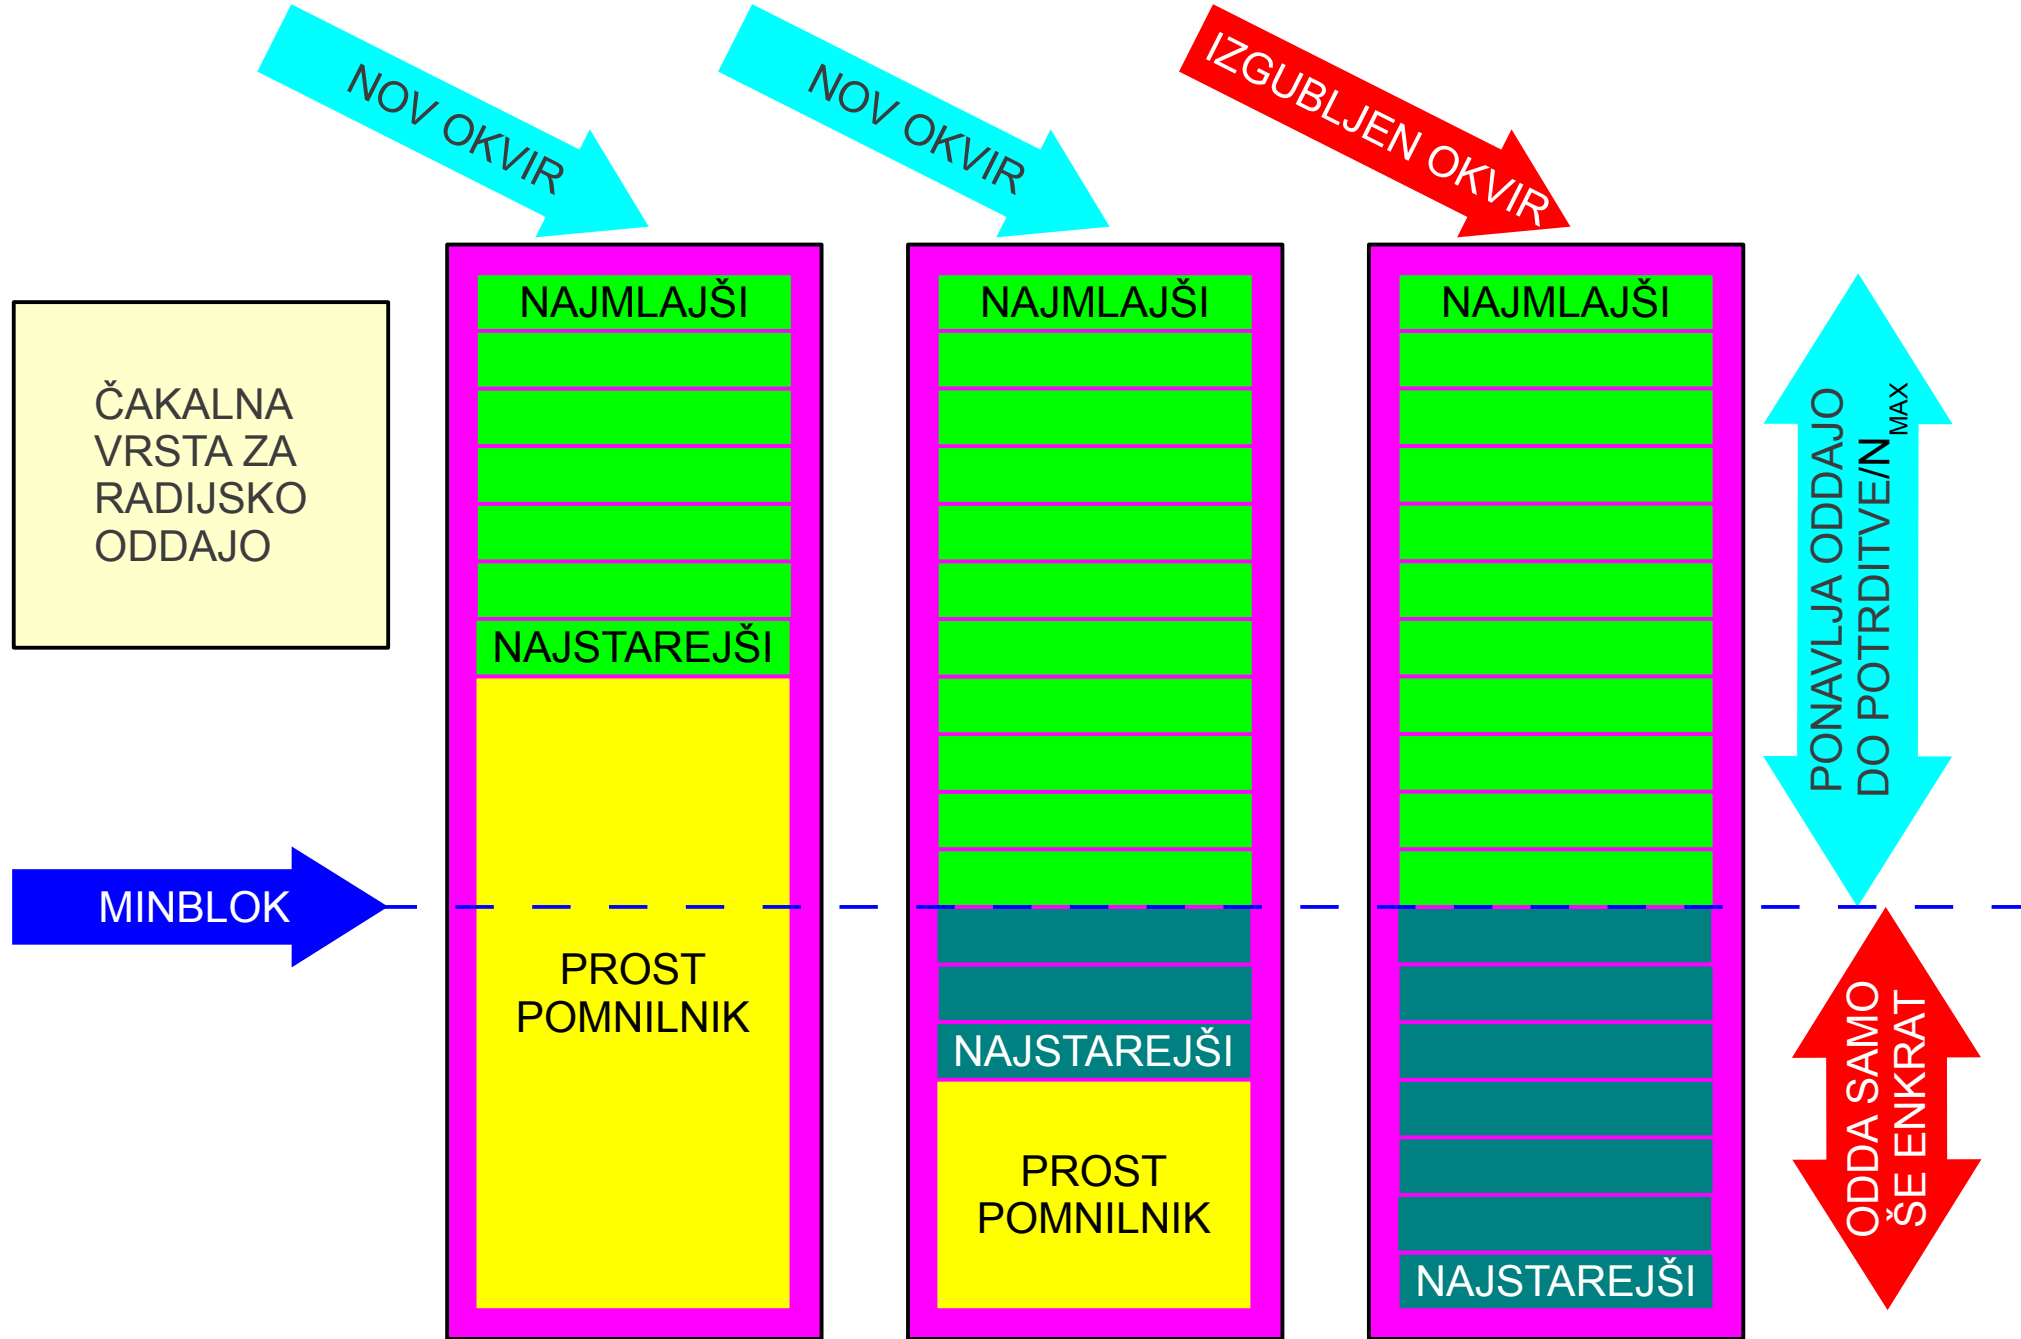 NOV OKVIR
NOV OKVIR
IZGUBLJEN OKVIR
ČAKALNA
VRSTA ZA
RADIJSKO
ODDAJO
NAJMLAJŠI
NAJSTAREJŠI
PROST
POMNILNIK
NAJMLAJŠI
NAJSTAREJŠI
PROST
POMNILNIK
NAJMLAJŠI
NAJSTAREJŠI
PONAVLJA ODDAJO
DO POTRDITVE/NMAX
MINBLOK
ODDA SAMO
ŠE ENKRAT